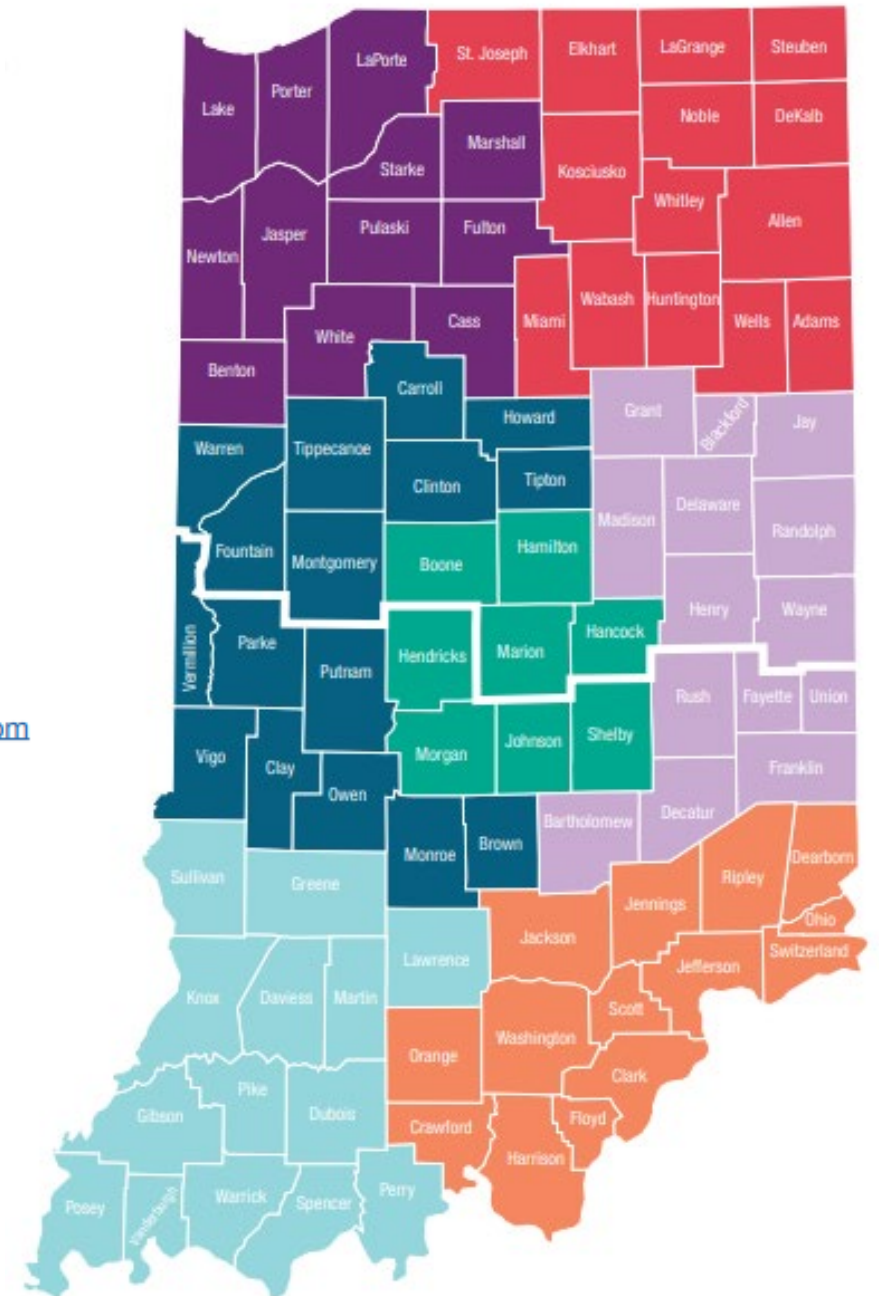 St. Joseph
Elkhart
LaGrange
Steuben
LaPorte
Porter
Lake
Noble
DeKalb
Marshall
Starke
Kosciusko
Whitley
Allen
Newton
Jasper
Pulaski
Fulton
Miami
Wabash
Huntington
Wells
Adams
White
Cass
Benton
Carroll
Grant
Blackford
Jay
Howard
Warren
Tippecanoe
Clinton
Tipton
Madison
Delaware
Randolph
Fountain
Montgomery
Boone
Hamilton
Henry
Wayne
Vermillion
Parke
Putnam
Hendricks
Marion
Hancock
Rush
Fayette
Union
om
Vigo
Clay
Owen
Morgan
Johnson
Shelby
Franklin
Decatur
Bartholomew
Monroe
Brown
Sullivan
Greene
Dearborn
Ripley
Jennings
Ohio
Jackson
Lawrence
Switzerland
Jefferson
Knox
Daviess
Martin
Scott
Washington
Orange
Clark
Pike
Gibson
Dubois
Crawford
Floyd
Harrison
Posey
Vanderburgh
Warrick
Spencer
Perry